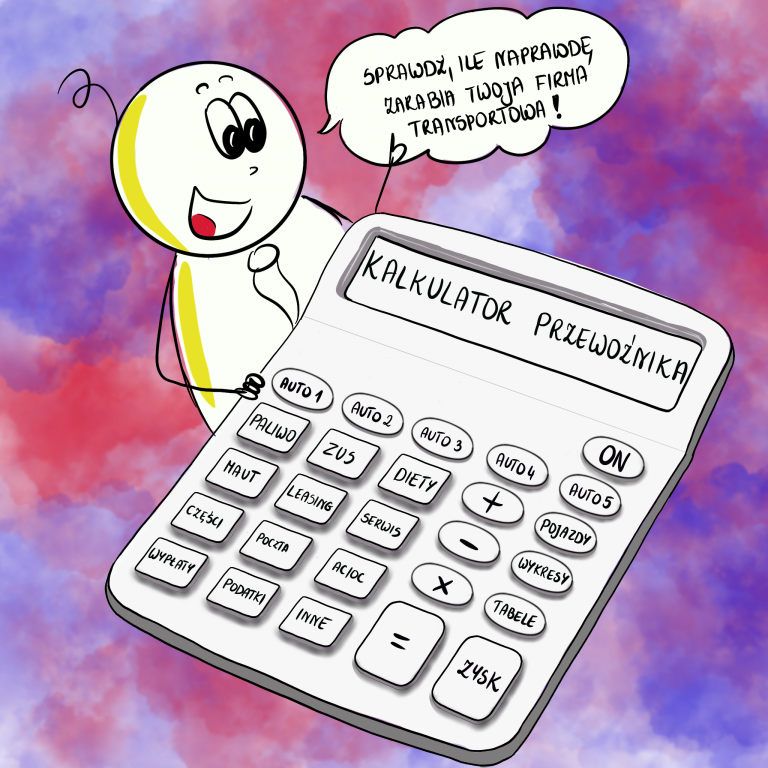 SPRAWDŹ, ILE NAPRAWDĘ
ZARABIA TWOJA FIRMA
TRANSPORTOWA!
KALKULATOR PRZEWOŹNIKA
ON
AUTO 1
AUTO 2
AUTO 3
AUTO 4
AUTO 5
PALIWO
ZUS
DIETY
+
POJAZDY
MAUT
LEASING
SERWIS
-
WYKRESY
CZĘŚCI
POCZTA
AC/OC
X
TABELE
WYPŁATY
PODATKI
INNE
=
ZYSK